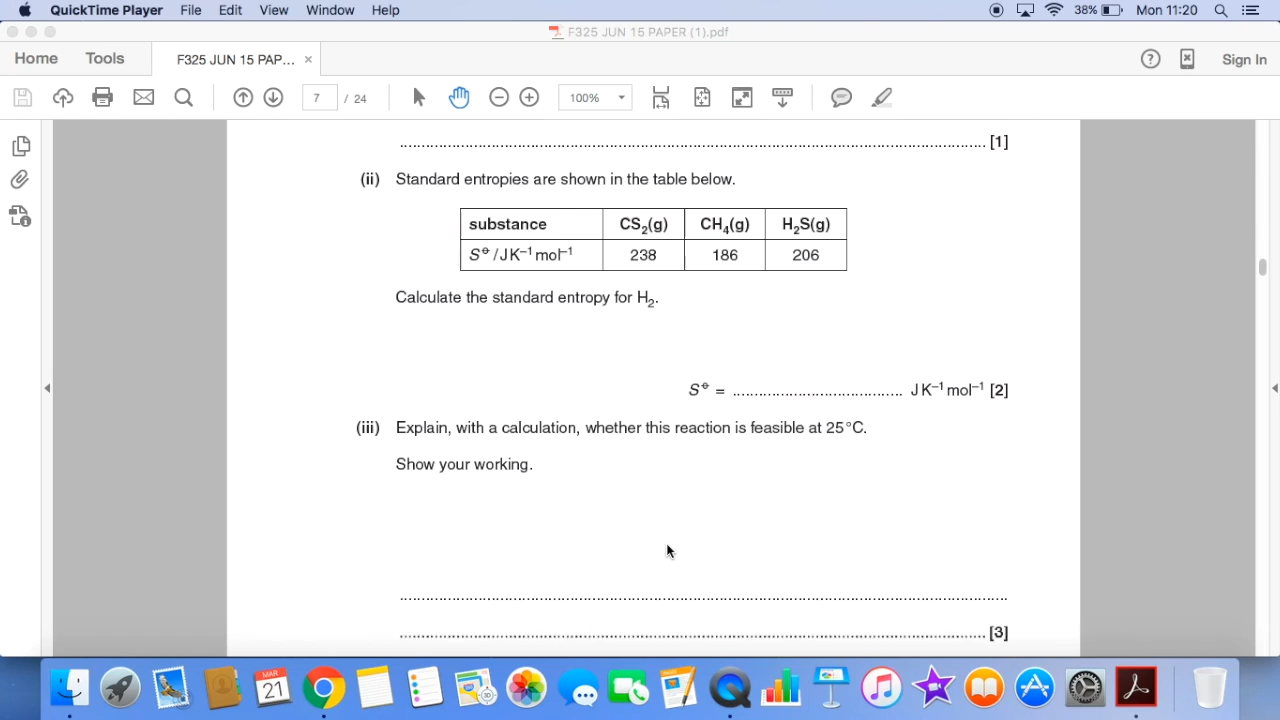 QuickTime Player File Edit View Window Help 38% Mon 11:20
F325 JUN 15 PAPER (1).pdf
Home Tools F325 JUN 15 PAP... × Sign In
7 / 24 100%
[1]
(ii) Standard entropies are shown in the table below.
substance CS₂(g) CH₄(g) H₂S(g)
S⦵ / J K⁻¹ mol⁻¹ 238 186 206
Calculate the standard entropy for H₂.
S⦵ = .................................... J K⁻¹ mol⁻¹ [2]
(iii) Explain, with a calculation, whether this reaction is feasible at 25 °C.
Show your working.
[3]
MAR
21